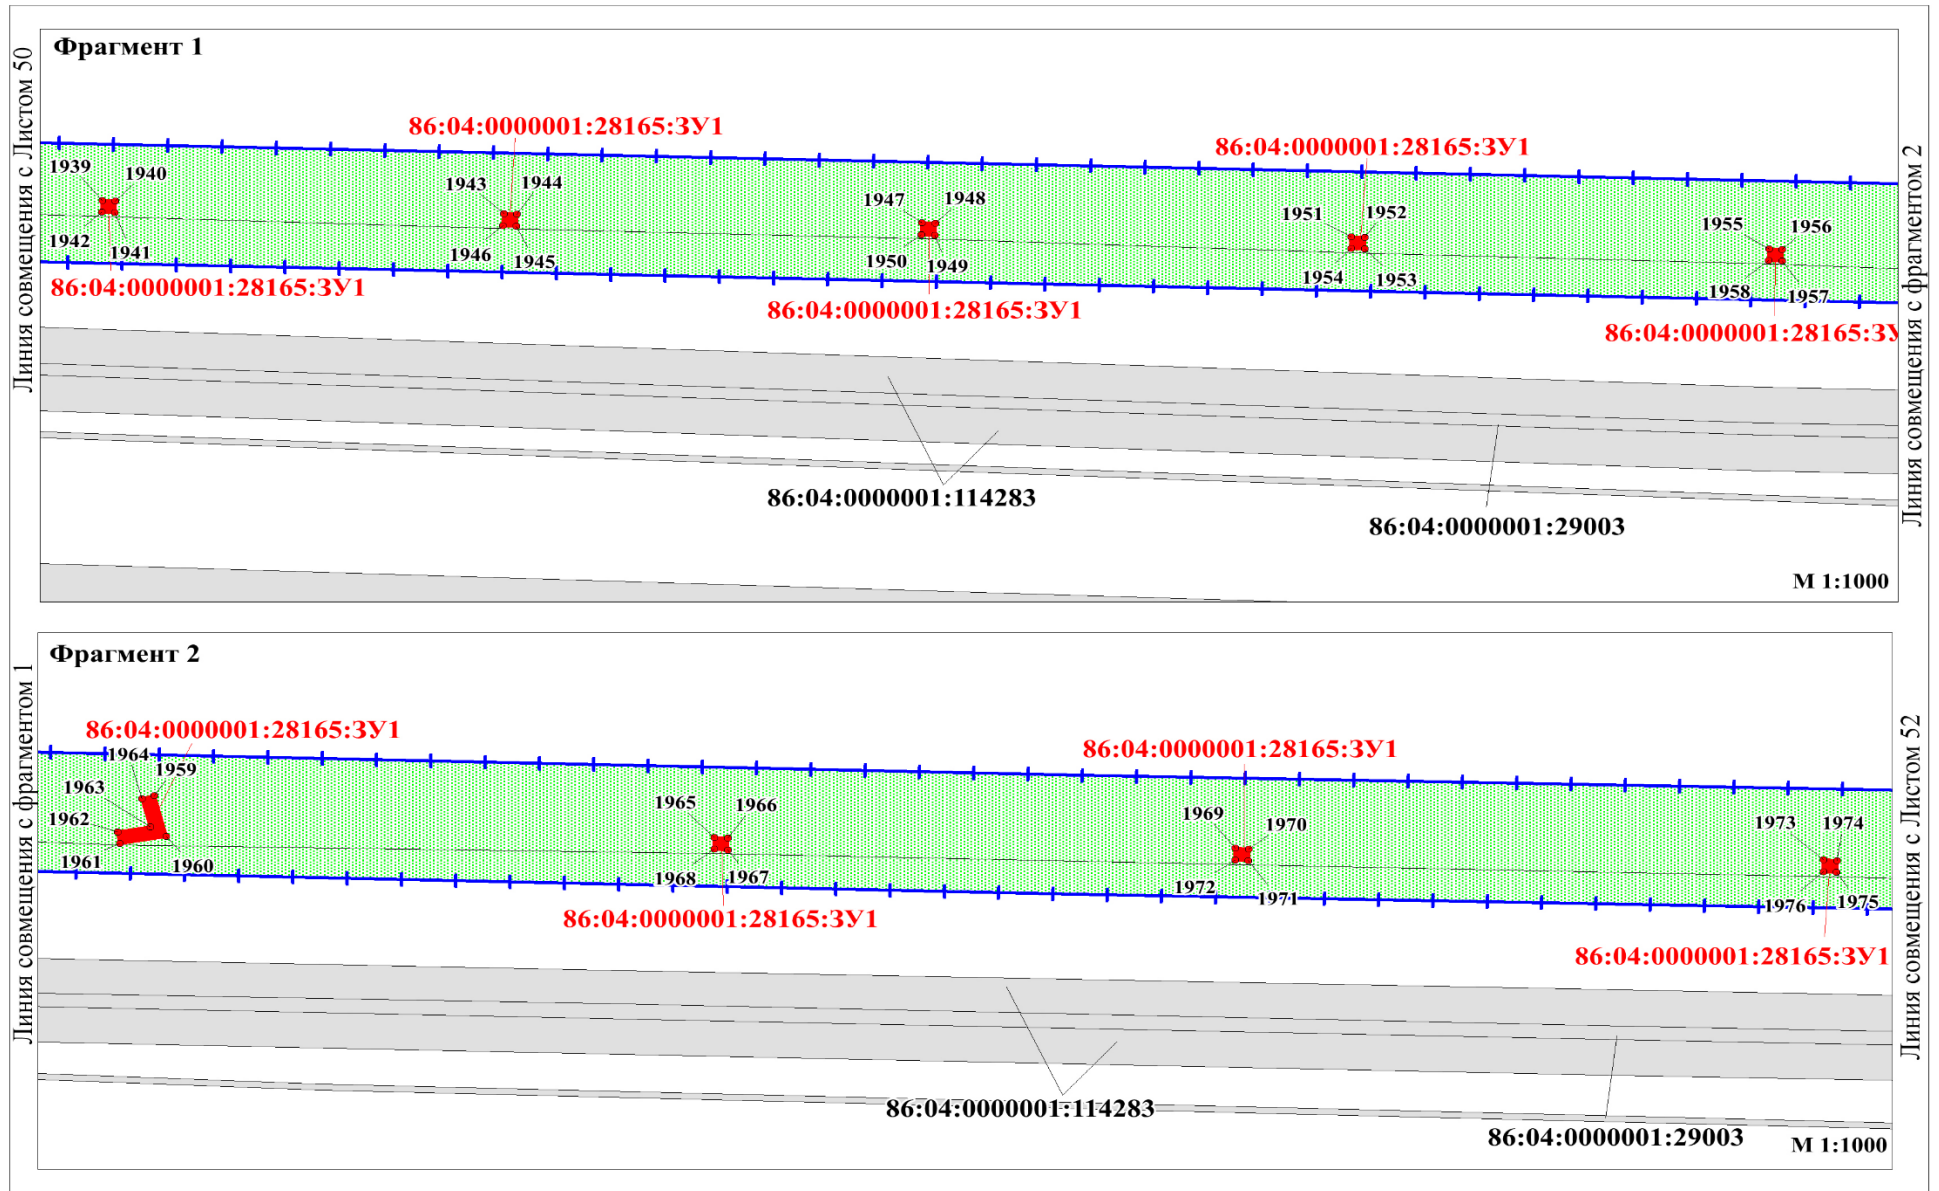 Фрагмент 1
Линия совмещения с Листом 50
86:04:0000001:28165:ЗУ1
86:04:0000001:28165:ЗУ1
1939
1940
1943
1944
1947
1948
1951
1952
1955
1956
1942
1941
1946
1945
1950
1949
1954
1953
1958
1957
86:04:0000001:28165:ЗУ1
86:04:0000001:28165:ЗУ1
86:04:0000001:28165:ЗУ
Линия совмещения с фрагментом 2
86:04:0000001:114283
86:04:0000001:29003
М 1:1000
Фрагмент 2
Линия совмещения с фрагментом 1
86:04:0000001:28165:ЗУ1
86:04:0000001:28165:ЗУ1
1964
1959
1963
1962
1961
1960
1965
1966
1968
1967
1969
1970
1972
1971
1973
1974
1976
1975
86:04:0000001:28165:ЗУ1
86:04:0000001:28165:ЗУ1
Линия совмещения с Листом 52
86:04:0000001:114283
86:04:0000001:29003
М 1:1000